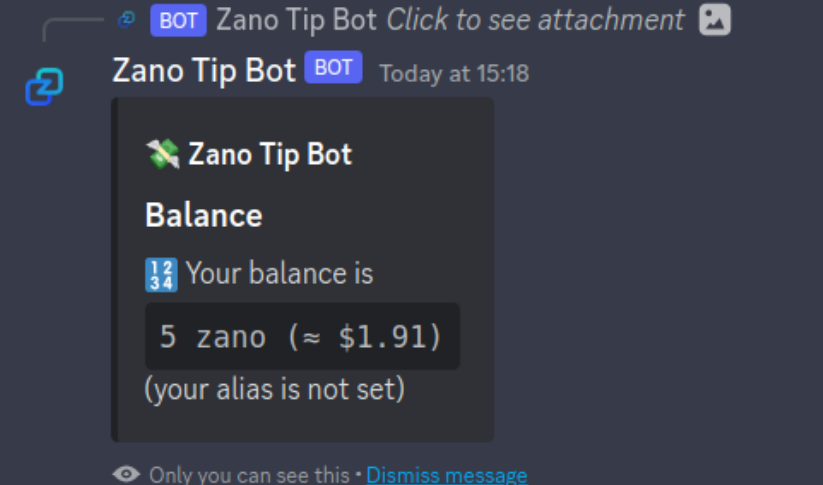 BOT Zano Tip Bot Click to see attachment
Zano Tip Bot BOT Today at 15:18
💸 Zano Tip Bot
Balance
🔢 Your balance is
5 zano (≈ $1.91)
(your alias is not set)
Only you can see this • Dismiss message